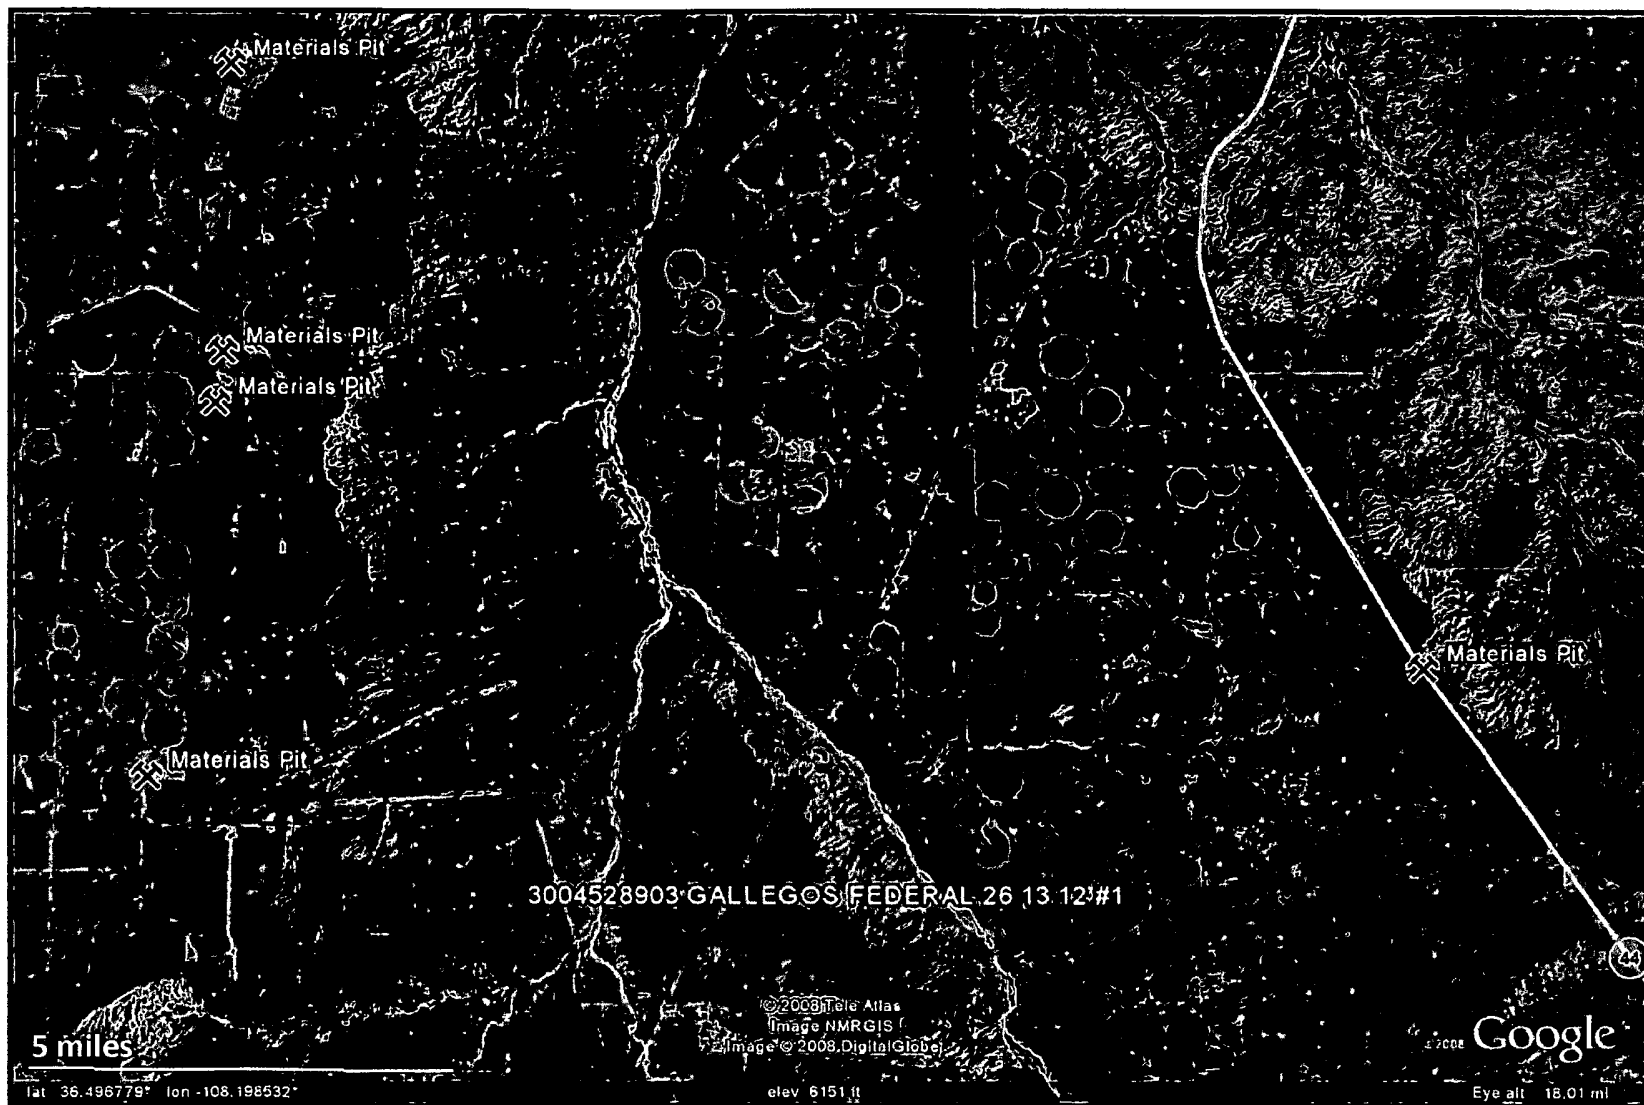 Materials Pit
Materials Pit
Materials Pit
Materials Pit
Materials Pit
3004528903 GALLEGOS FEDERAL 26 13 12 #1
44
© 2008 Tele Atlas
Image NMRGIS
Image © 2008 DigitalGlobe
© 2008 Google
5 miles
lat 36.496779° lon -108.198532° elev 6151 ft Eye alt 18.01 mi